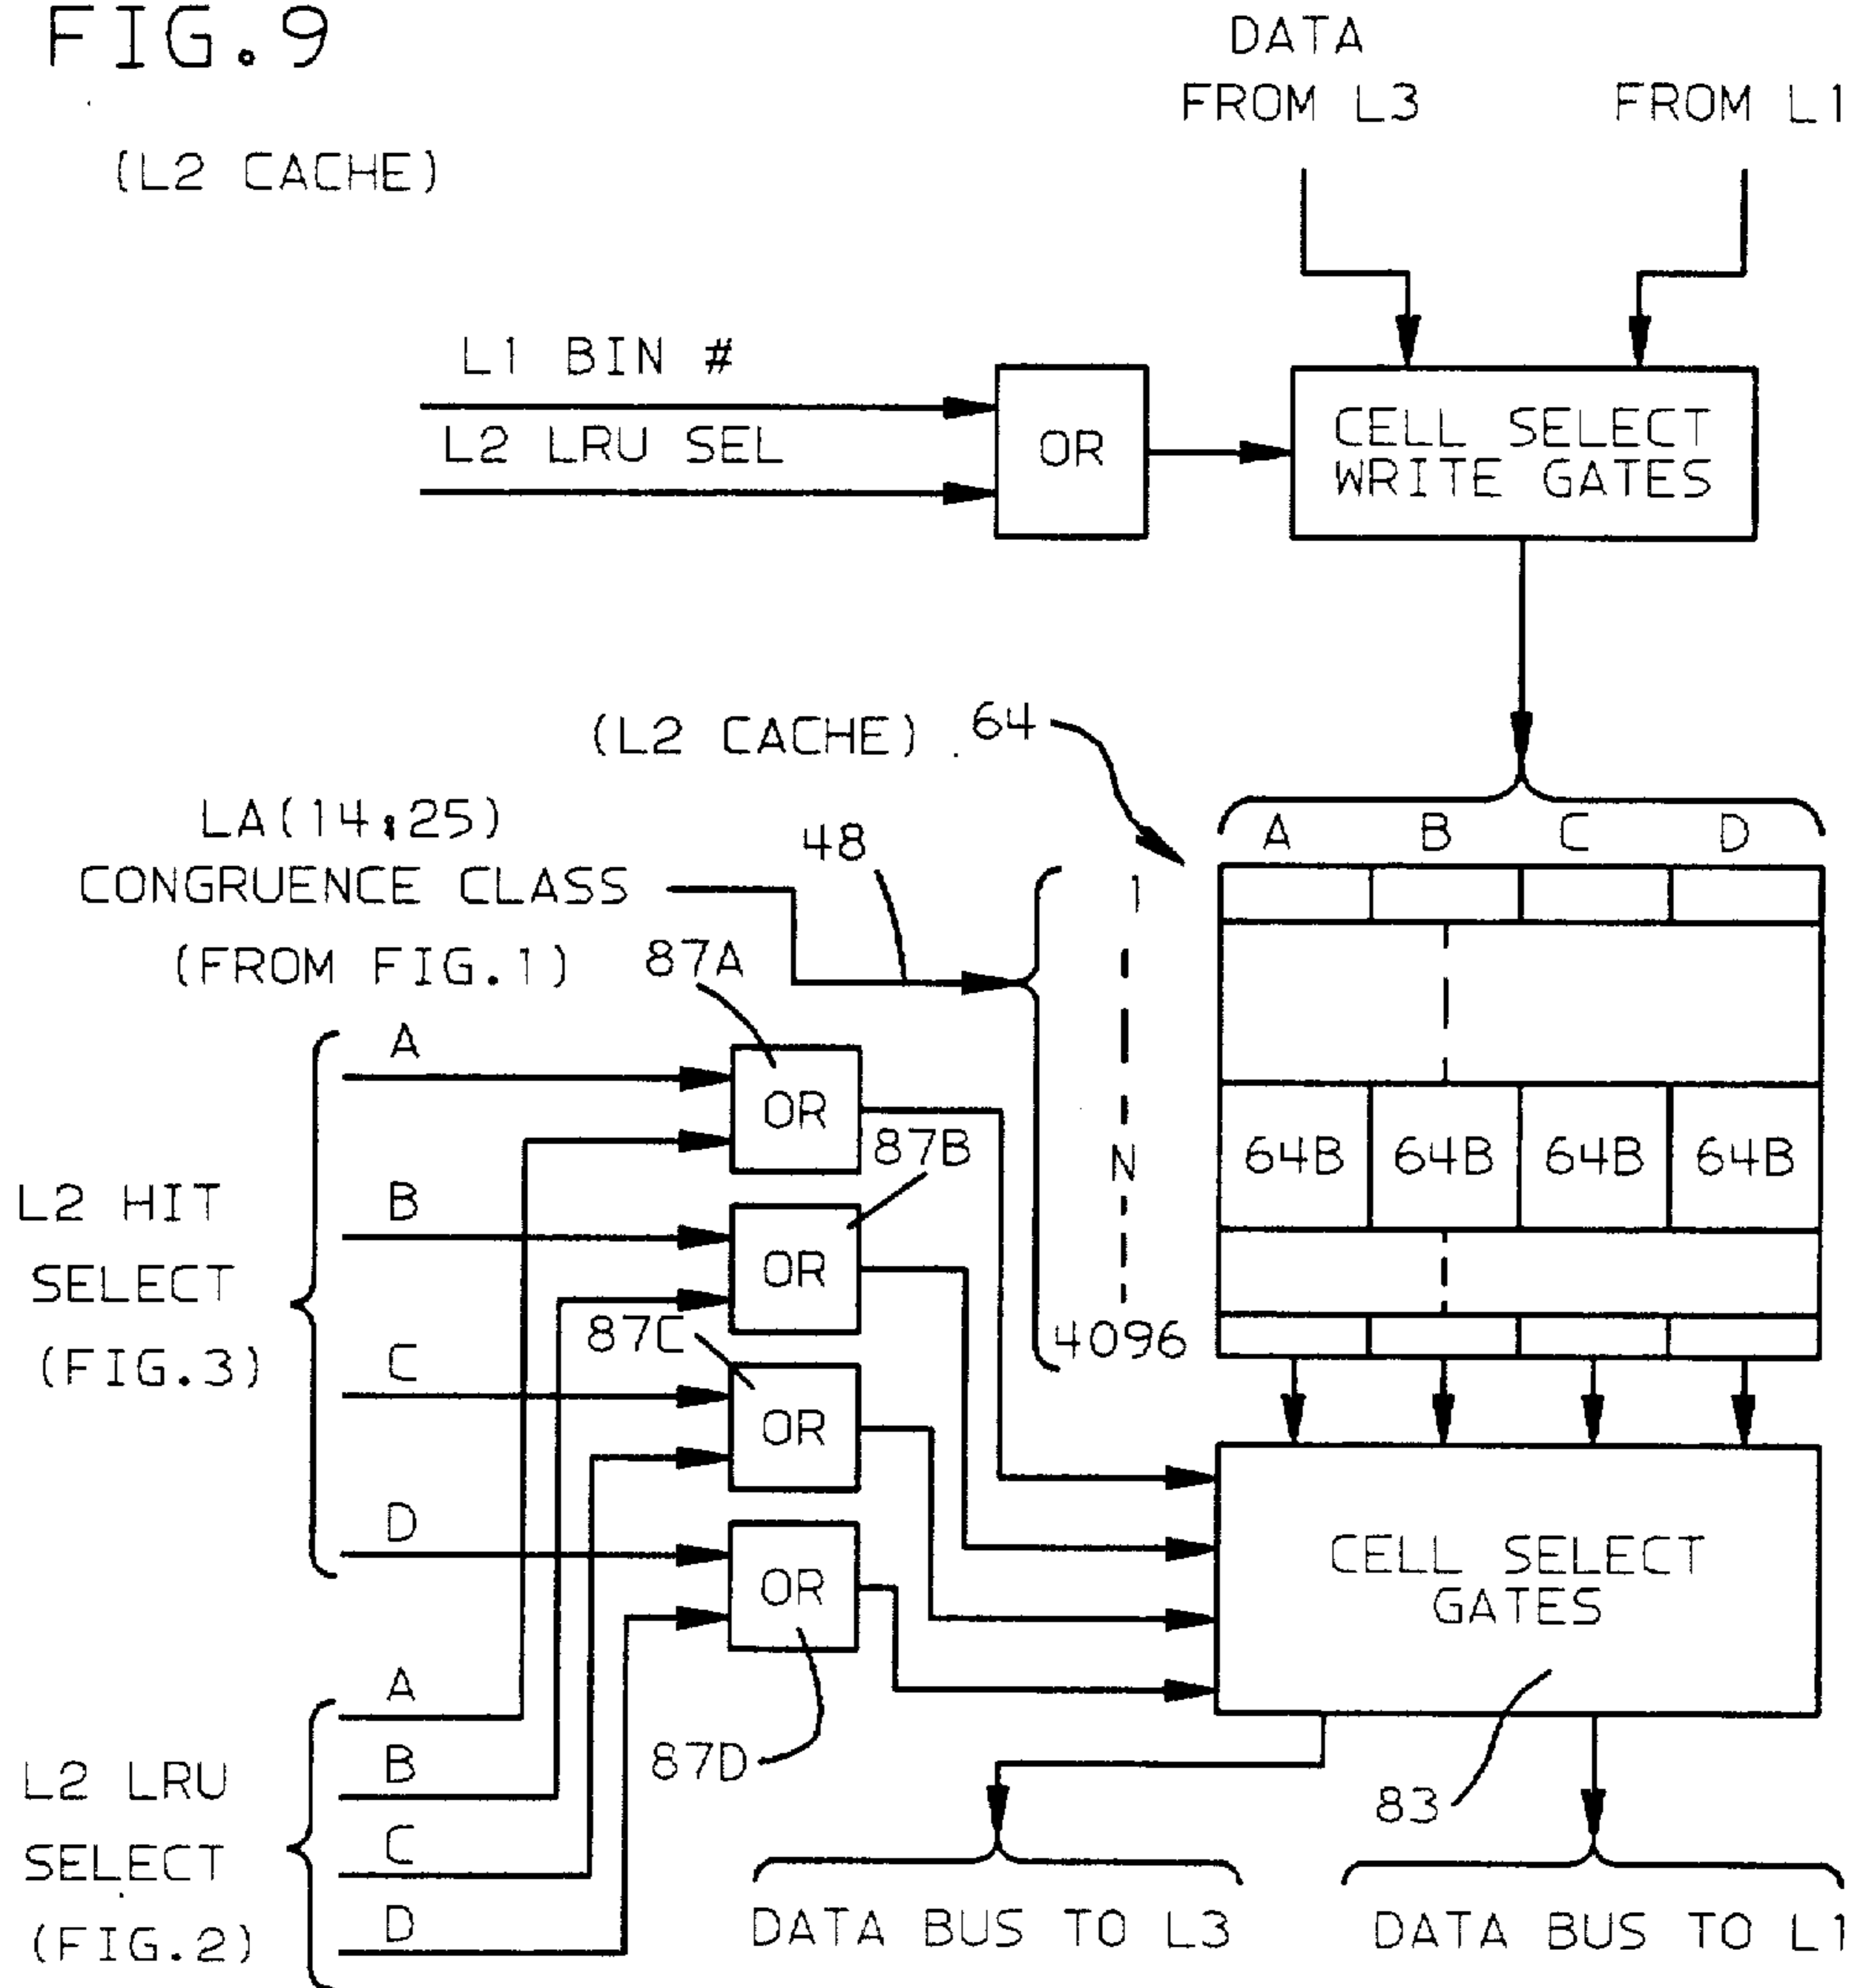 FIG.9
(L2 CACHE)
DATA
FROM L3
FROM L1
L1 BIN #
L2 LRU SEL
OR
CELL SELECT
WRITE GATES
(L2 CACHE)
64
LA(14:25)
CONGRUENCE CLASS
(FROM FIG.1)
48
A B C D
1
N
4096
64B 64B 64B 64B
L2 HIT
SELECT
(FIG.3)
A
B
C
D
87A
OR
87B
OR
87C
OR
87D
OR
L2 LRU
SELECT
(FIG.2)
A
B
C
D
CELL SELECT
GATES
83
DATA BUS TO L3
DATA BUS TO L1